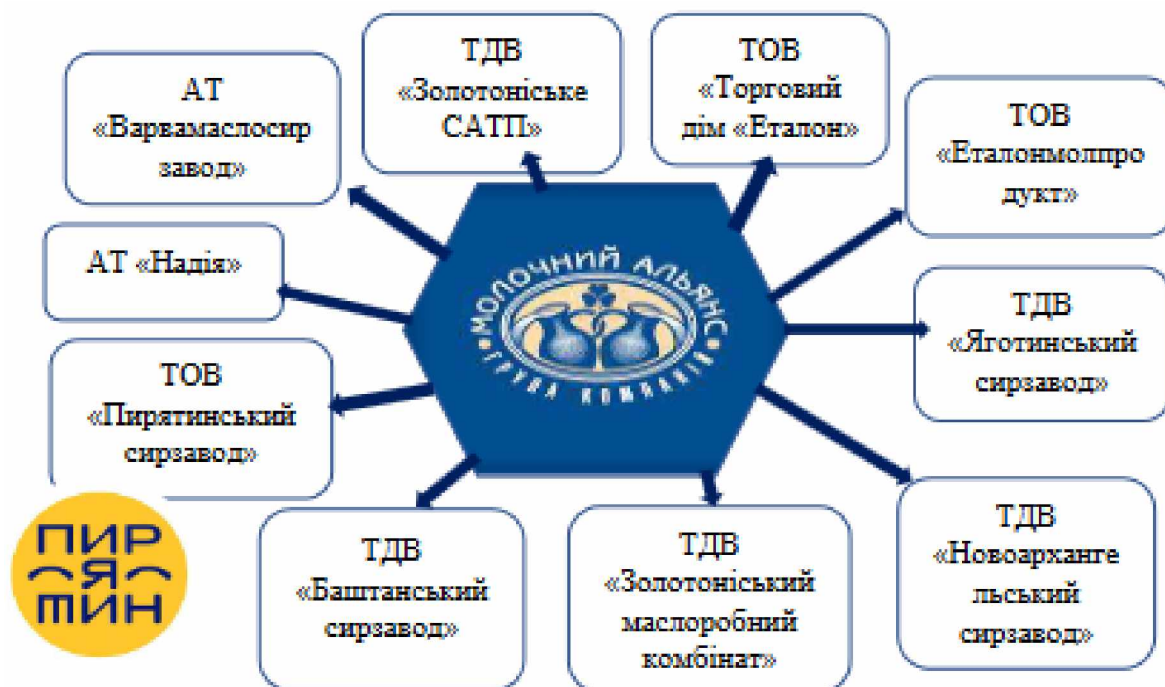 ТДВ
«Золотоніське
САТП»
ТОВ
«Торговий
дім «Еталон»
АТ
«Варвамаслосир
завод»
ТОВ
«Еталонмолпро
дукт»
АТ «Надія»
МОЛОЧНИЙ АЛЬЯНС
ГРУПА КОМПАНІЙ
ТДВ
«Яготинський
сирзавод»
ТОВ
«Пирятинський
сирзавод»
ПИР
Я
ТИН
ТДВ
«Баштанський
сирзавод»
ТДВ
«Золотоніський
маслоробний
комбінат»
ТДВ
«Новоарханге
льський
сирзавод»